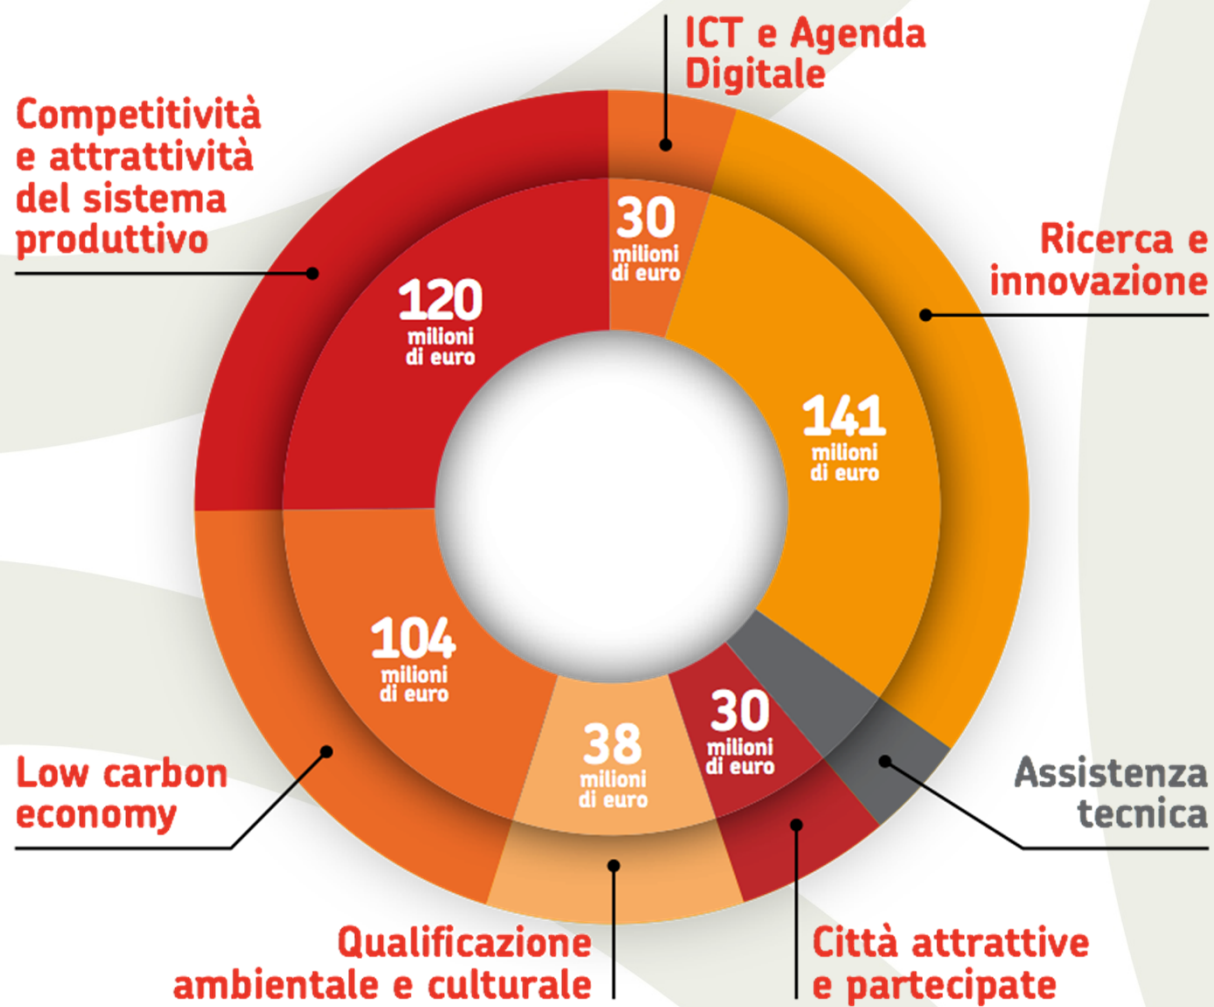 ICT e Agenda
Digitale
Competitività
e attrattività
del sistema
produttivo
30
milioni
di euro
Ricerca e
innovazione
120
milioni
di euro
141
milioni
di euro
104
milioni
di euro
30
milioni
di euro
38
milioni
di euro
Low carbon
economy
Assistenza
tecnica
Qualificazione
ambientale e culturale
Città attrattive
e partecipate